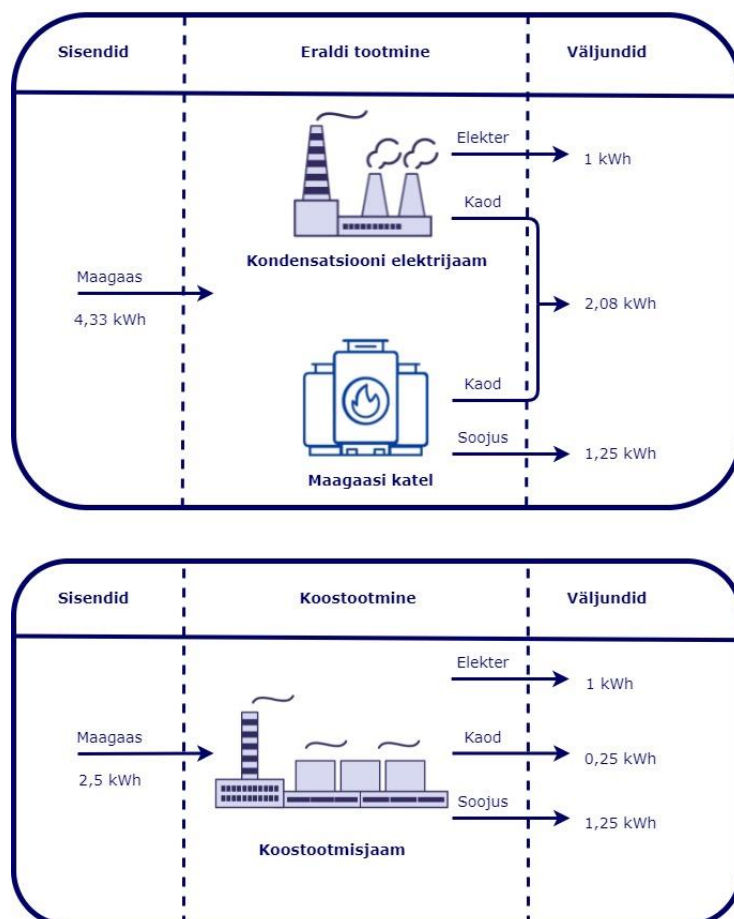 Sisendid Eraldi tootmine Väljundid
Elekter
1 kWh
Kaod
Kondensatsiooni elektrijaam
Maagaas
4,33 kWh
2,08 kWh
Kaod
Soojus
1,25 kWh
Maagaasi katel
Sisendid Koostootmine Väljundid
Elekter
1 kWh
Maagaas
2,5 kWh
Kaod
0,25 kWh
Soojus
1,25 kWh
Koostootmisjaam